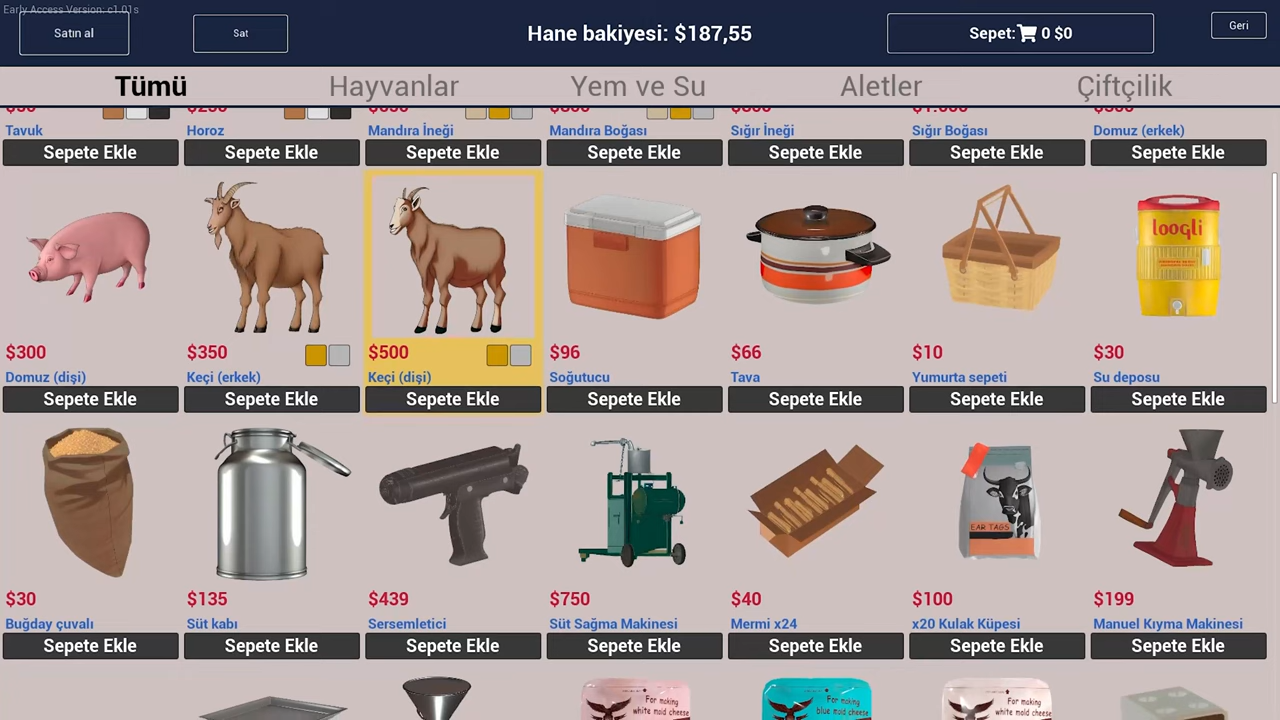 Early Access Version: c1.01s
Satın al
Sat
Hane bakiyesi: $187,55
Sepet: 0 $0
Geri
Tümü
Hayvanlar
Yem ve Su
Aletler
Çiftçilik
Tavuk
Horoz
Mandıra İneği
Mandıra Boğası
Sığır İneği
Sığır Boğası
Domuz (erkek)
Sepete Ekle
Sepete Ekle
Sepete Ekle
Sepete Ekle
Sepete Ekle
Sepete Ekle
Sepete Ekle
looqli
$300
$350
$500
$96
$66
$10
$30
Domuz (dişi)
Keçi (erkek)
Keçi (dişi)
Soğutucu
Tava
Yumurta sepeti
Su deposu
Sepete Ekle
Sepete Ekle
Sepete Ekle
Sepete Ekle
Sepete Ekle
Sepete Ekle
Sepete Ekle
EAR TAGS
$30
$135
$439
$750
$40
$100
$199
Buğday çuvalı
Süt kabı
Sersemletici
Süt Sağma Makinesi
Mermi x24
x20 Kulak Küpesi
Manuel Kıyma Makinesi
Sepete Ekle
Sepete Ekle
Sepete Ekle
Sepete Ekle
Sepete Ekle
Sepete Ekle
Sepete Ekle
For making
white mold cheese
For making
blue mold cheese
For making
white mold cheese